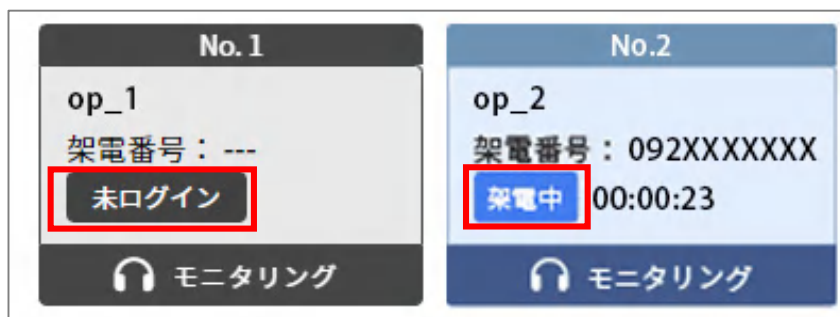 No. 1
op_1
架電番号： ---
未ログイン
モニタリング
No.2
op_2
架電番号： 092XXXXXXX
架電中 00:00:23
モニタリング